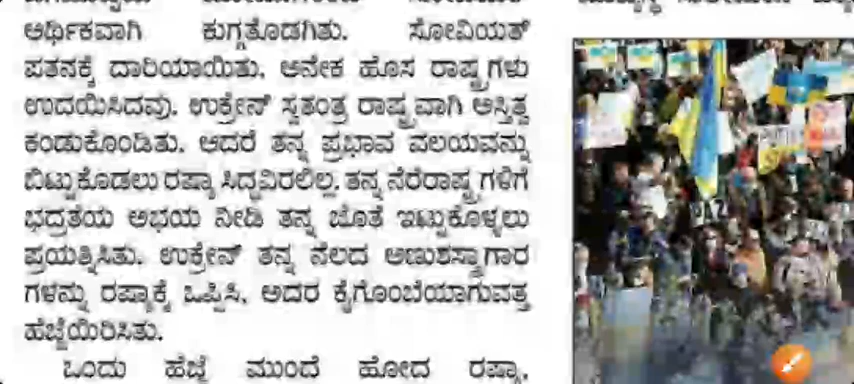 ಆರ್ಥಿಕವಾಗಿ ಕುಗ್ಗತೊಡಗಿತು. ಸೋವಿಯತ್
ಪತನಕ್ಕೆ ದಾರಿಯಾಯಿತು. ಅನೇಕ ಹೊಸ ರಾಷ್ಟ್ರಗಳು
ಉದಯಿಸಿದವು. ಉಕ್ರೇನ್ ಸ್ವತಂತ್ರ ರಾಷ್ಟ್ರವಾಗಿ ಅಸ್ತಿತ್ವ
ಕಂಡುಕೊಂಡಿತು. ಆದರೆ ತನ್ನ ಪ್ರಭಾವ ವಲಯವನ್ನು
ಬಿಟ್ಟುಕೊಡಲು ರಷ್ಯಾ ಸಿದ್ಧವಿರಲಿಲ್ಲ. ತನ್ನ ನೆರೆರಾಷ್ಟ್ರಗಳಿಗೆ
ಭದ್ರತೆಯ ಅಭಯ ನೀಡಿ ತನ್ನ ಜೊತೆ ಇಟ್ಟುಕೊಳ್ಳಲು
ಪ್ರಯತ್ನಿಸಿತು. ಉಕ್ರೇನ್ ತನ್ನ ನೆಲದ ಅಣುಶಸ್ತ್ರಾಗಾರ
ಗಳನ್ನು ರಷ್ಯಾಕ್ಕೆ ಒಪ್ಪಿಸಿ, ಅದರ ಕೈಗೊಂಬೆಯಾಗುವತ್ತ
ಹೆಜ್ಜೆಯಿರಿಸಿತು.
ಒಂದು ಹೆಜ್ಜೆ ಮುಂದೆ ಹೋದ ರಷ್ಯಾ,